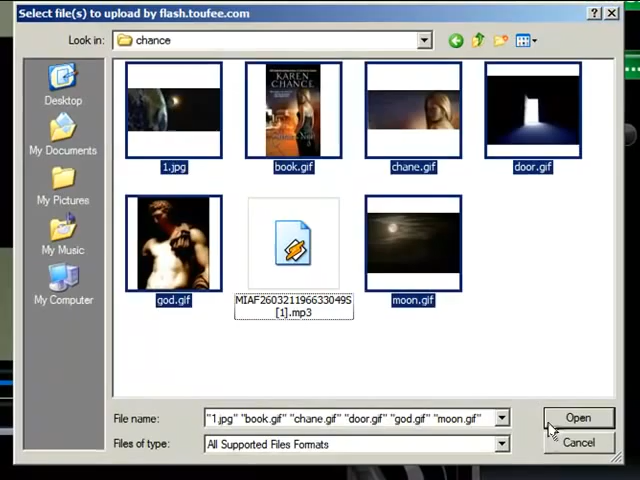 Select file(s) to upload by flash.toufee.com
Look in:
chance
Desktop
My Documents
My Pictures
My Music
My Computer
1.jpg
book.gif
chane.gif
door.gif
KAREN
CHANCE
god.gif
MIAF260321196633049S
[1].mp3
moon.gif
File name:
"1.jpg" "book.gif" "chane.gif" "door.gif" "god.gif" "moon.gif"
Open
Files of type:
All Supported Files Formats
Cancel